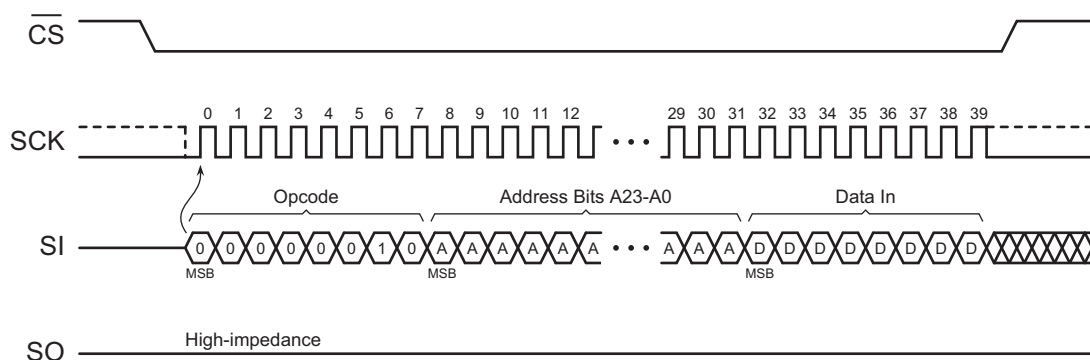 CS
0 1 2 3 4 5 6 7 8 9 10 11 12 29 30 31 32 33 34 35 36 37 38 39
SCK
Opcode Address Bits A23-A0 Data In
SI 0 0 0 0 0 0 1 0 A A A A A A A A A D D D D D D D D
MSB MSB MSB
High-impedance
SO